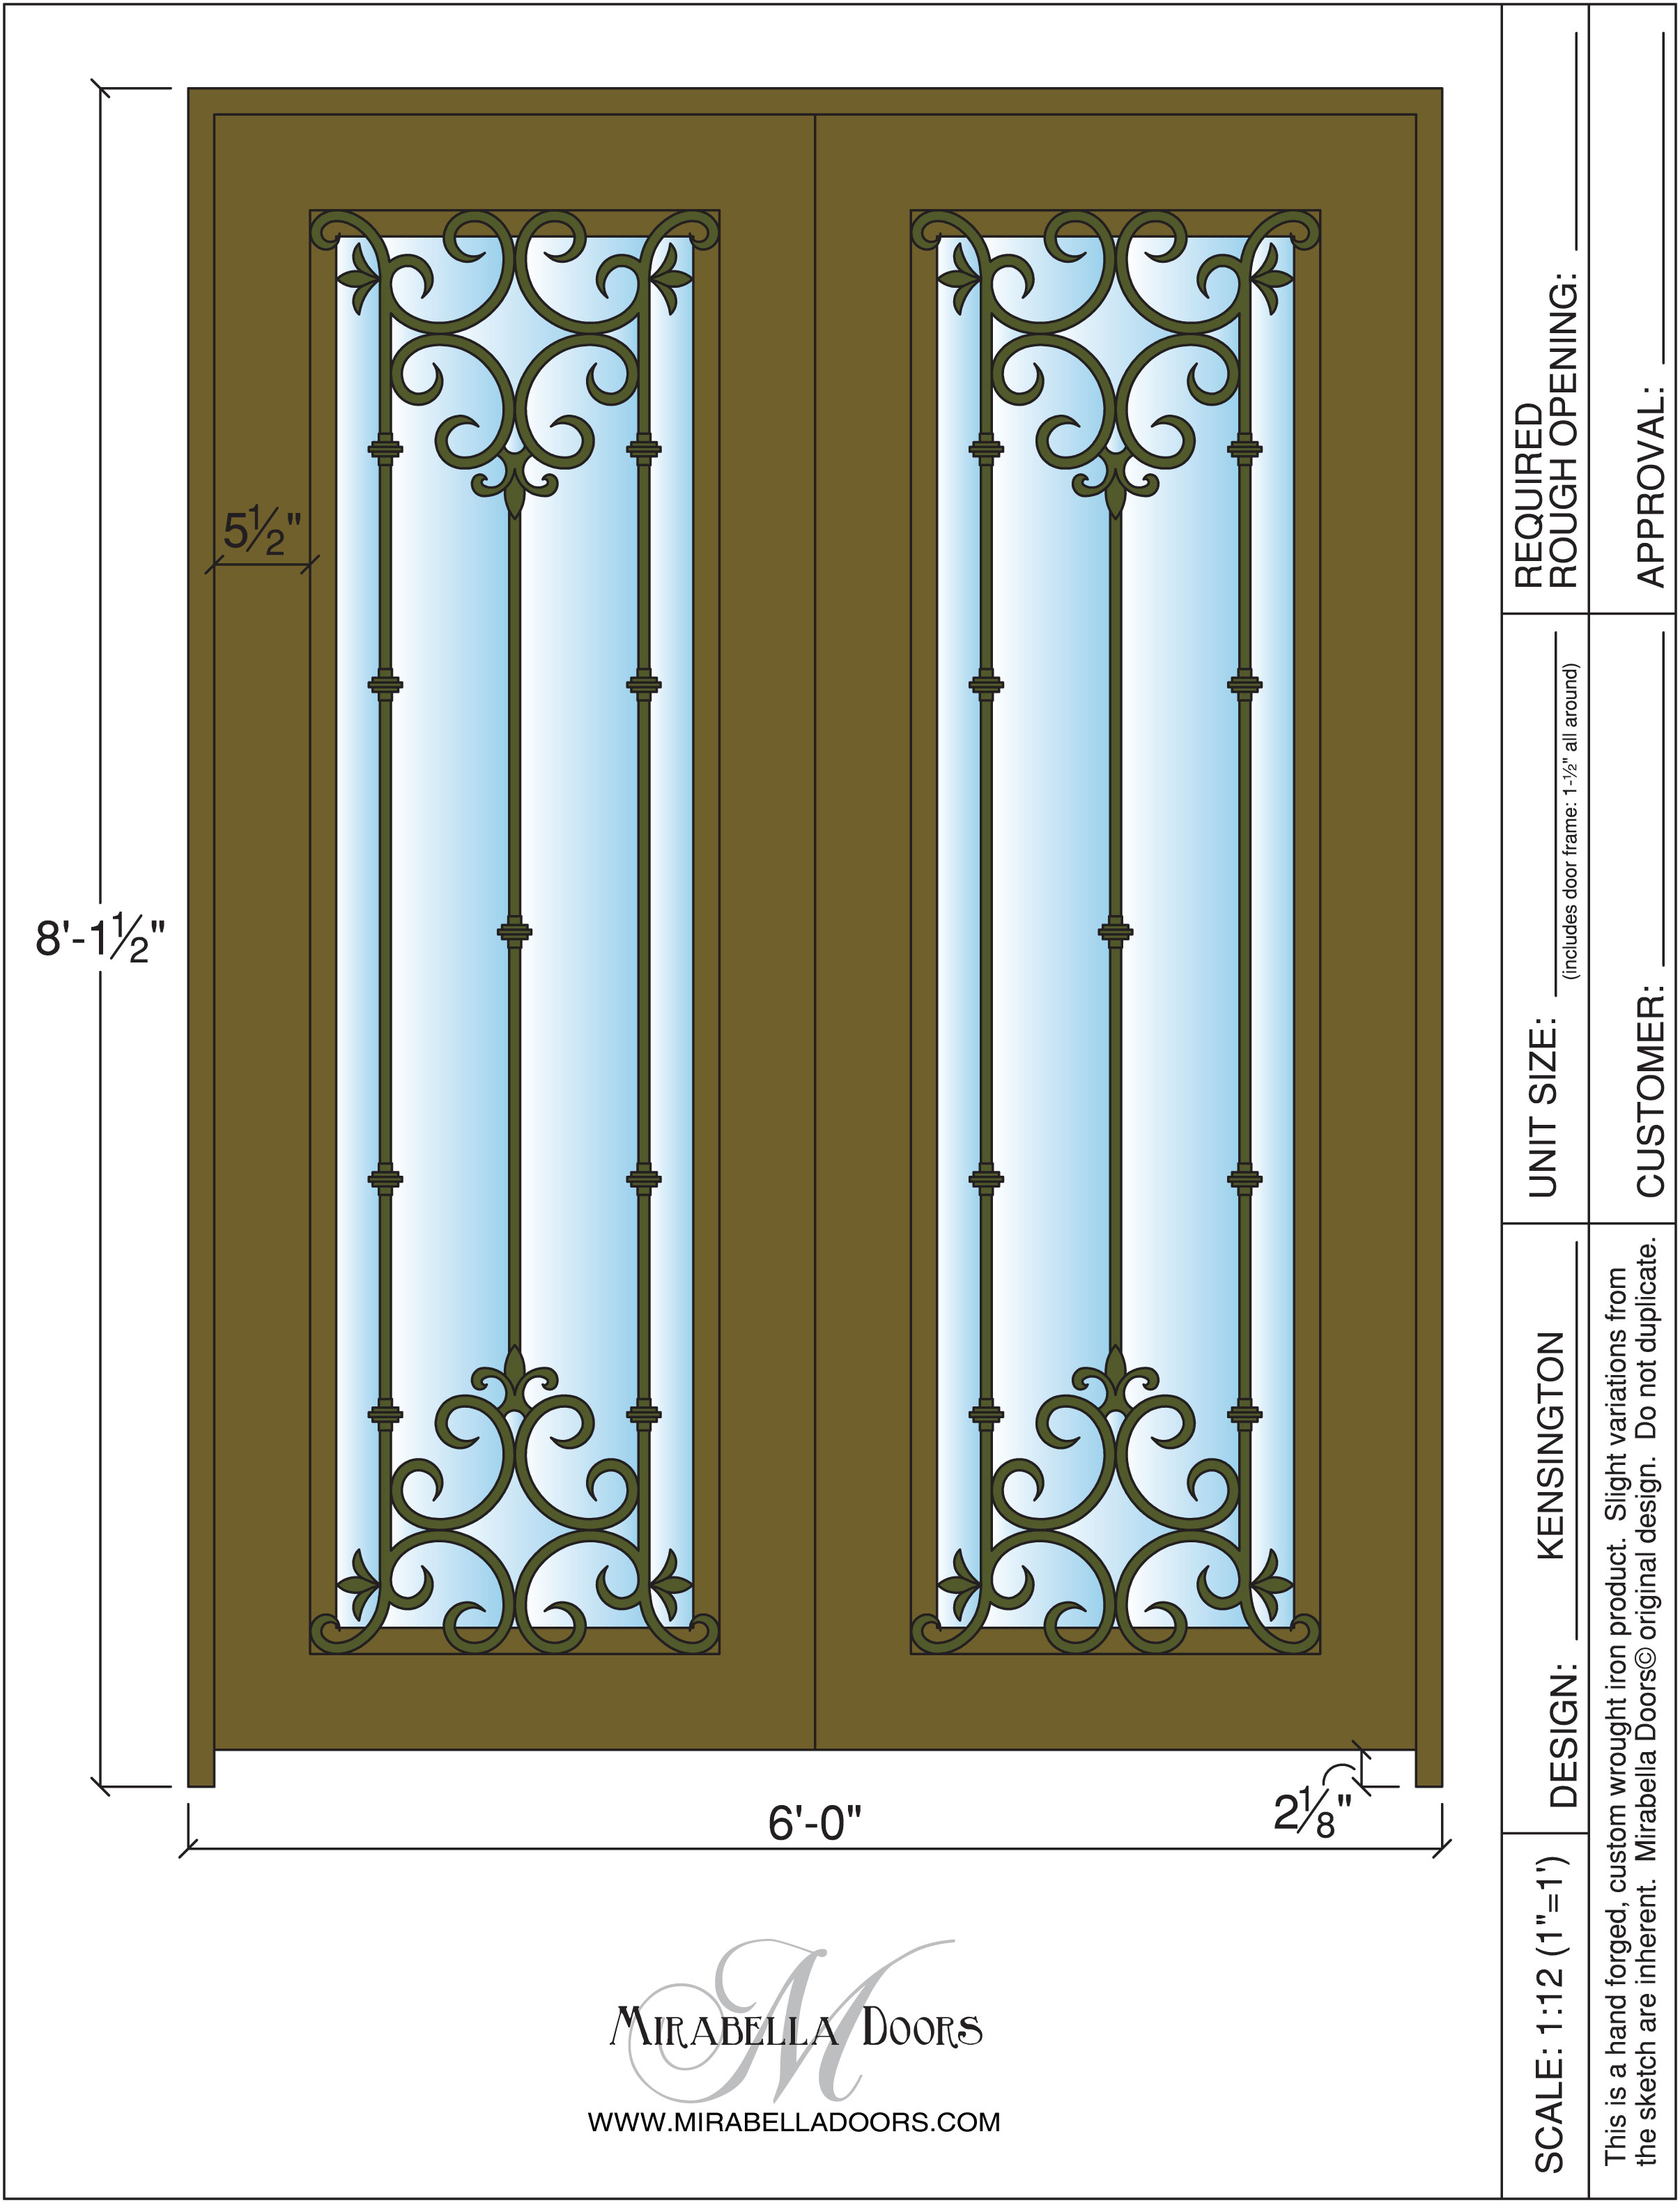 5½"
8'-1½"
6'-0"
2⅛"
MIRABELLA DOORS
WWW.MIRABELLADOORS.COM
SCALE: 1:12 (1"=1')
DESIGN: KENSINGTON
UNIT SIZE:
(includes door frame: 1-½" all around)
REQUIRED
ROUGH OPENING:
This is a hand forged, custom wrought iron product.  Slight variations from
the sketch are inherent.  Mirabella Doors© original design.  Do not duplicate.
CUSTOMER:
APPROVAL:
M